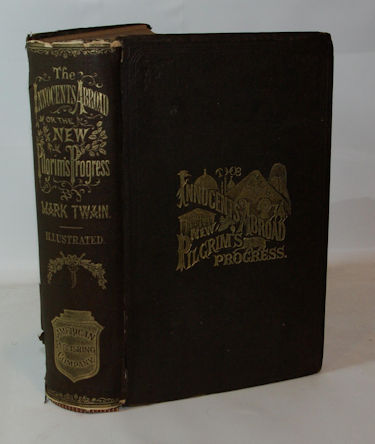 The
INNOCENTS ABROAD
OR THE
NEW
Pilgrim's Progress
BY
MARK TWAIN.
ILLUSTRATED.
AMERICAN
PUBLISHING
COMPANY.
THE
INNOCENTS
ABROAD
NEW
PILGRIM'S
PROGRESS.